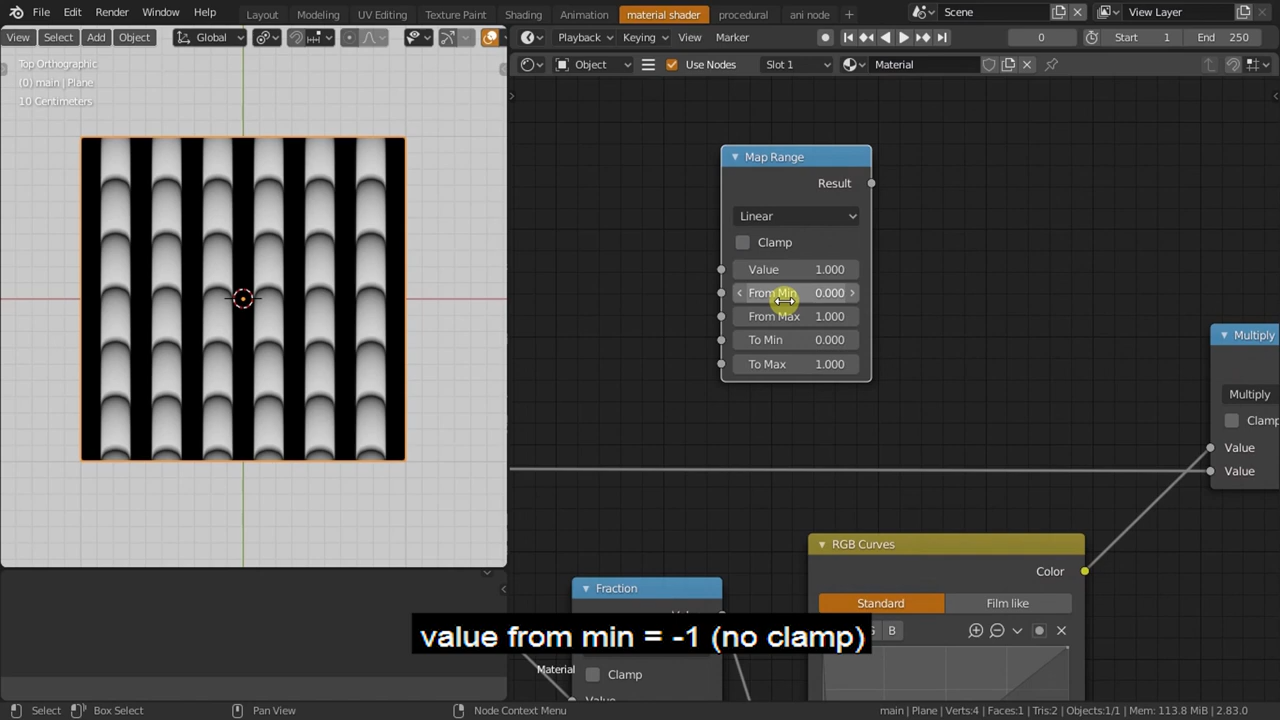 File Edit Render Window Help Layout Modeling UV Editing Texture Paint Shading Animation material shader procedural ani node + Scene View Layer
View Select Add Object Global Playback Keying View Marker 0 Start 1 End 250
Object Use Nodes Slot 1 Material
Top Orthographic
(0) main | Plane
10 Centimeters
Map Range
Result
Linear
Clamp
Value 1.000
From Min 0.000
From Max 1.000
To Min 0.000
To Max 1.000
Multiply
Multiply
Clamp
Value
Value
RGB Curves
Color
Standard Film like
B
Fraction
Clamp
Value
value from min = -1 (no clamp)
Material
Select Box Select Pan View Node Context Menu main | Plane | Verts:4 | Faces:1 | Tris:2 | Objects:1/1 | Mem: 113.8 MiB | 2.83.0